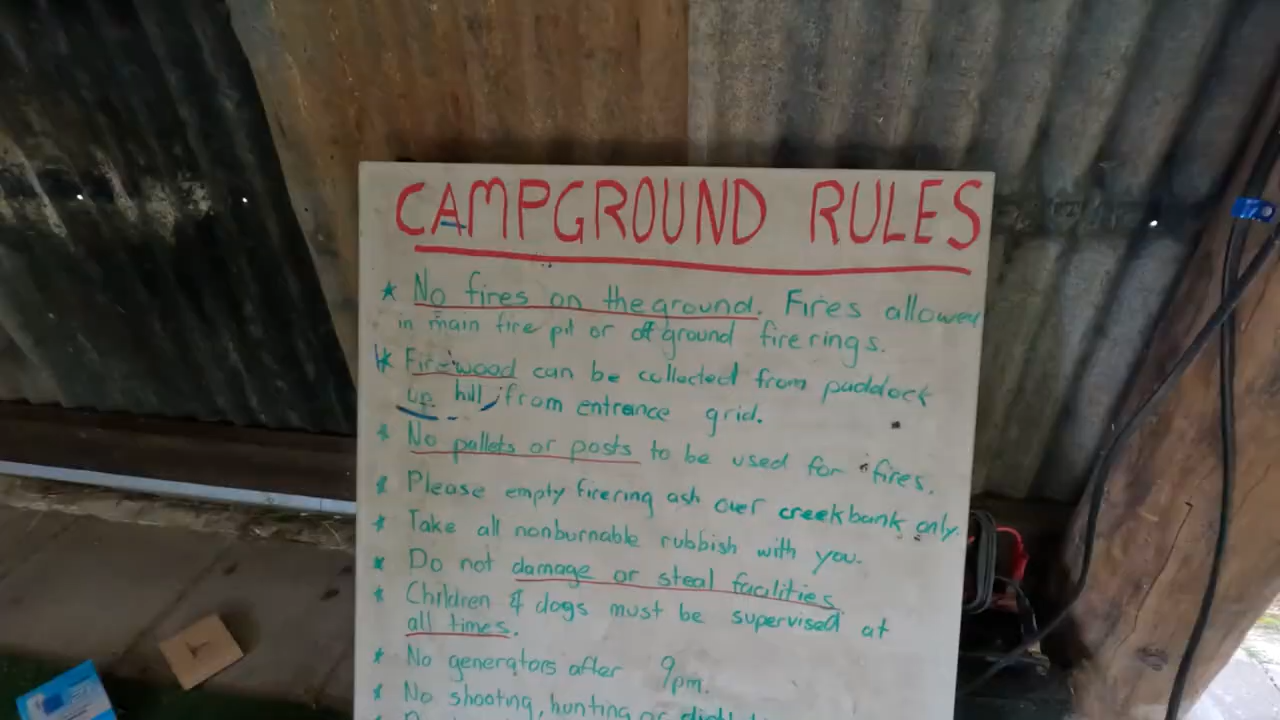 CAMPGROUND RULES
* No fires on the ground. Fires allowed
in main fire pit or off ground fire rings.
* Firewood can be collected from paddock
up hill, from entrance grid.
* No pallets or posts to be used for fires.
* Please empty firering ash over creekbank only.
* Take all nonburnable rubbish with you.
* Do not damage or steal facilities
* Children & dogs must be supervised at
all times.
* No generators after 9pm.
* No shooting, hunting or